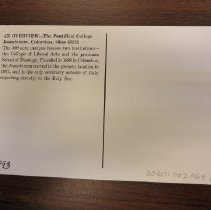 AN OVERVIEW...The Pontifical College
Josephinum, Columbus, Ohio 43085
The 100 acre campus houses two institutions—
the College of Liberal Arts and the graduate
School of Theology. Founded in 1888 in Columbus,
the Josephinum moved to the present location in
1931, and is the only seminary outside of Italy
reporting directly to the Holy See.